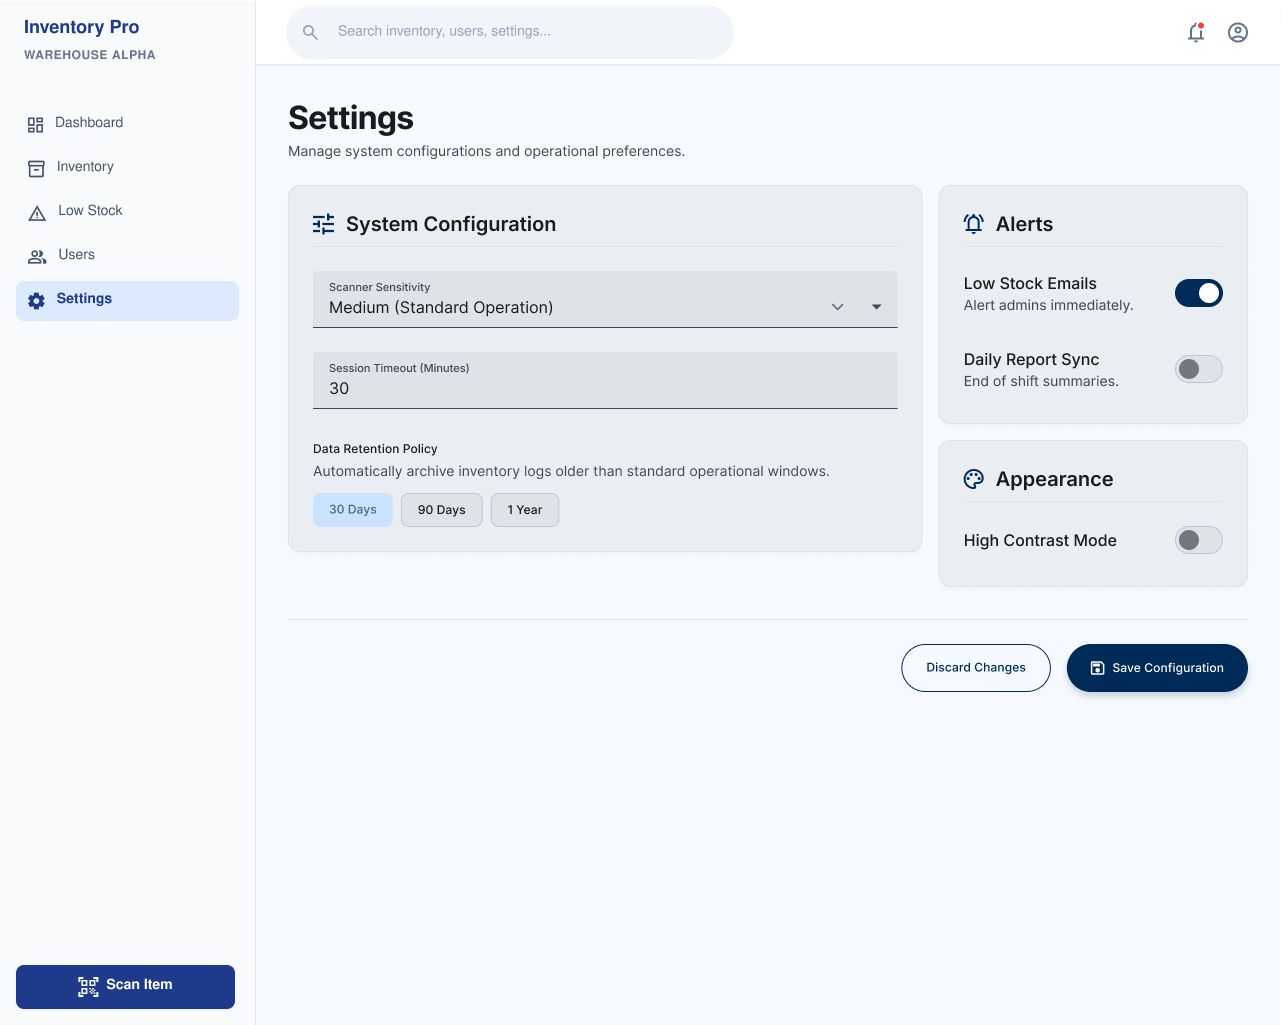 Inventory Pro
WAREHOUSE ALPHA
Dashboard
Inventory
Low Stock
Users
Settings
Scan Item
Search inventory, users, settings...
Settings
Manage system configurations and operational preferences.
System Configuration
Scanner Sensitivity
Medium (Standard Operation)
Session Timeout (Minutes)
30
Data Retention Policy
Automatically archive inventory logs older than standard operational windows.
30 Days
90 Days
1 Year
Alerts
Low Stock Emails
Alert admins immediately.
Daily Report Sync
End of shift summaries.
Appearance
High Contrast Mode
Discard Changes
Save Configuration